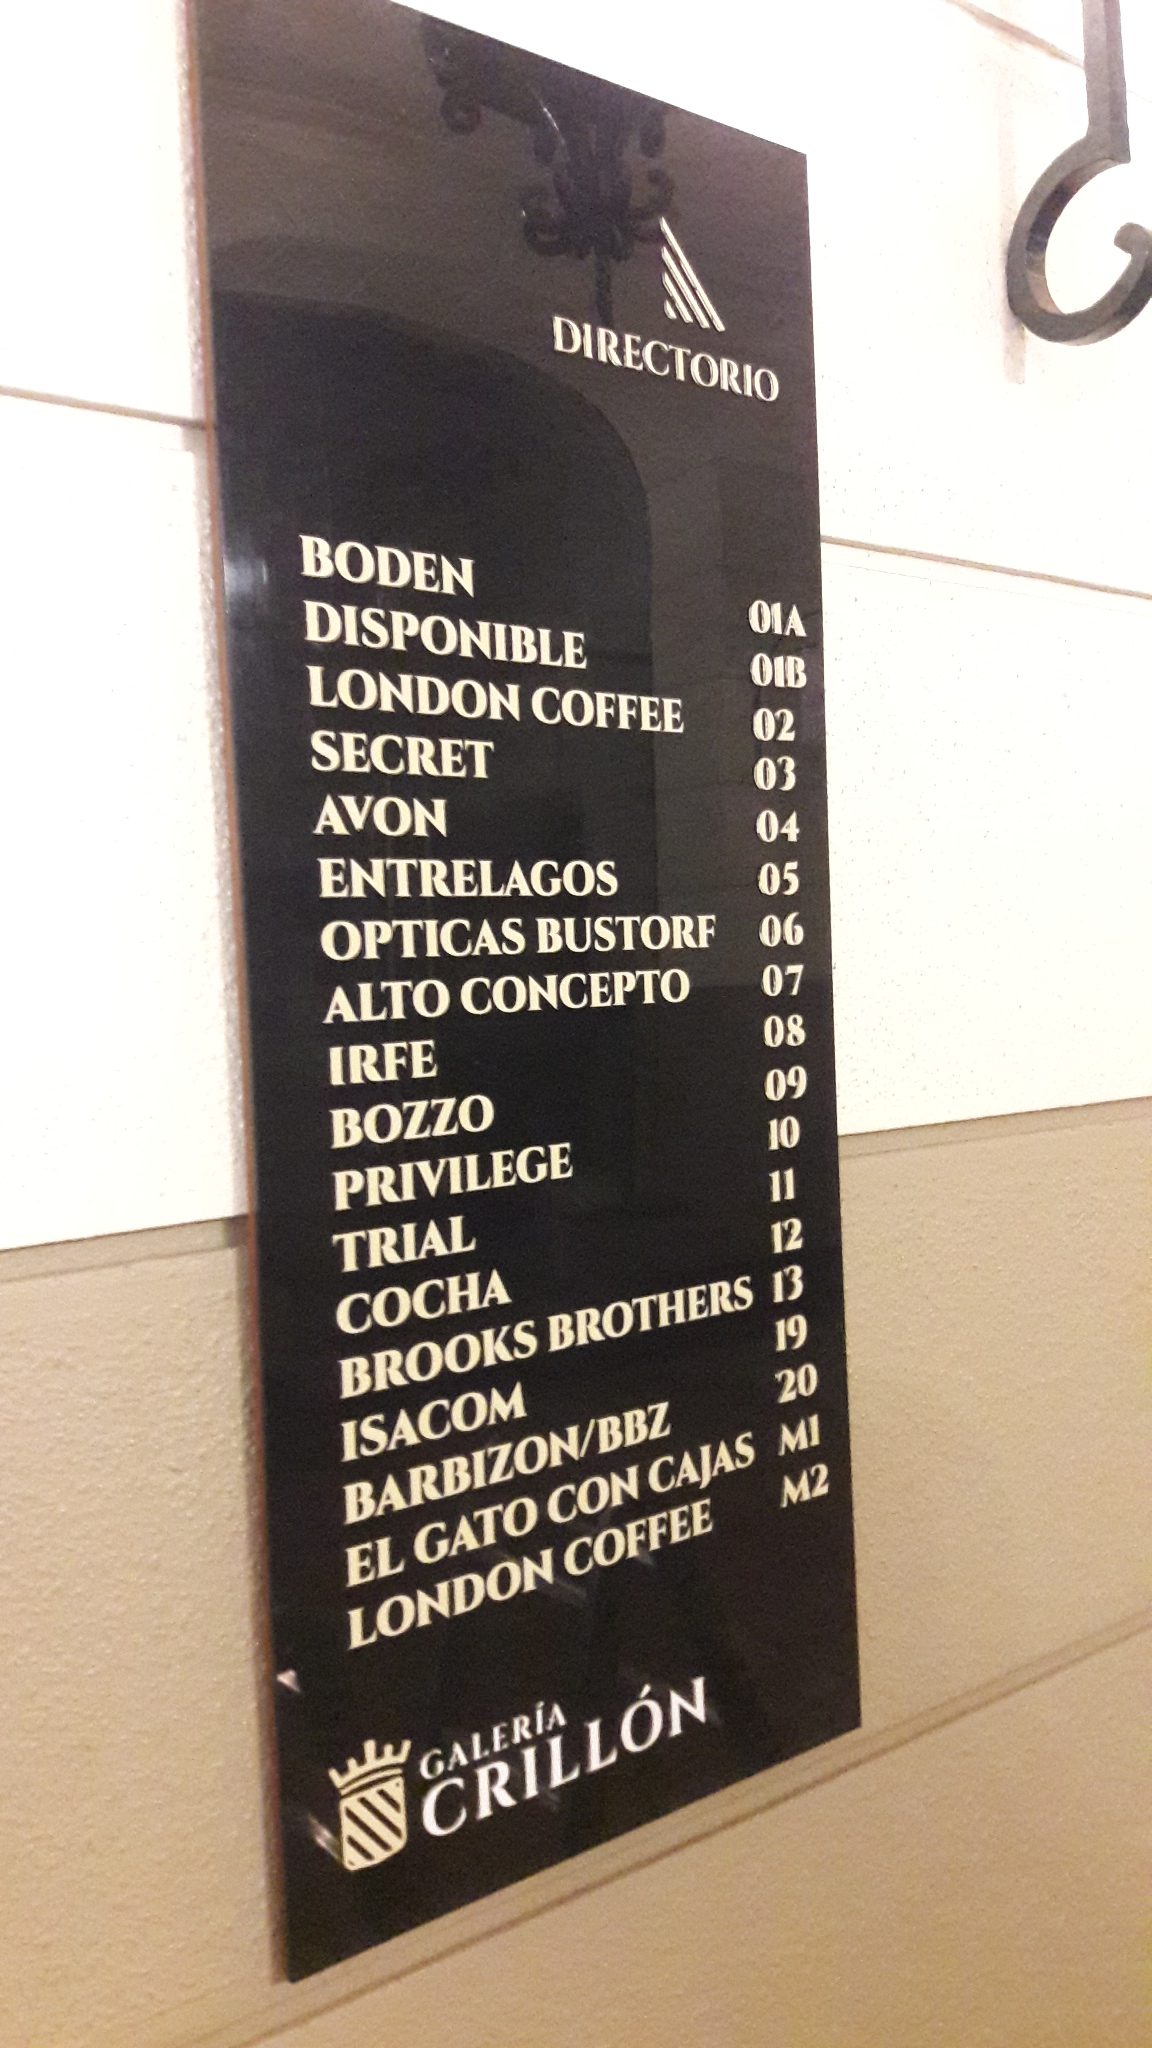 DIRECTORIO
BODEN 01A
DISPONIBLE 01B
LONDON COFFEE 02
SECRET 03
AVON 04
ENTRELAGOS 05
OPTICAS BUSTORF 06
ALTO CONCEPTO 07
IRFE 08
BOZZO 09
PRIVILEGE 10
TRIAL 11
COCHA 12
BROOKS BROTHERS 13
ISACOM 19
BARBIZON/BBZ 20
EL GATO CON CAJAS M1
LONDON COFFEE M2
GALERÍA
CRILLÓN